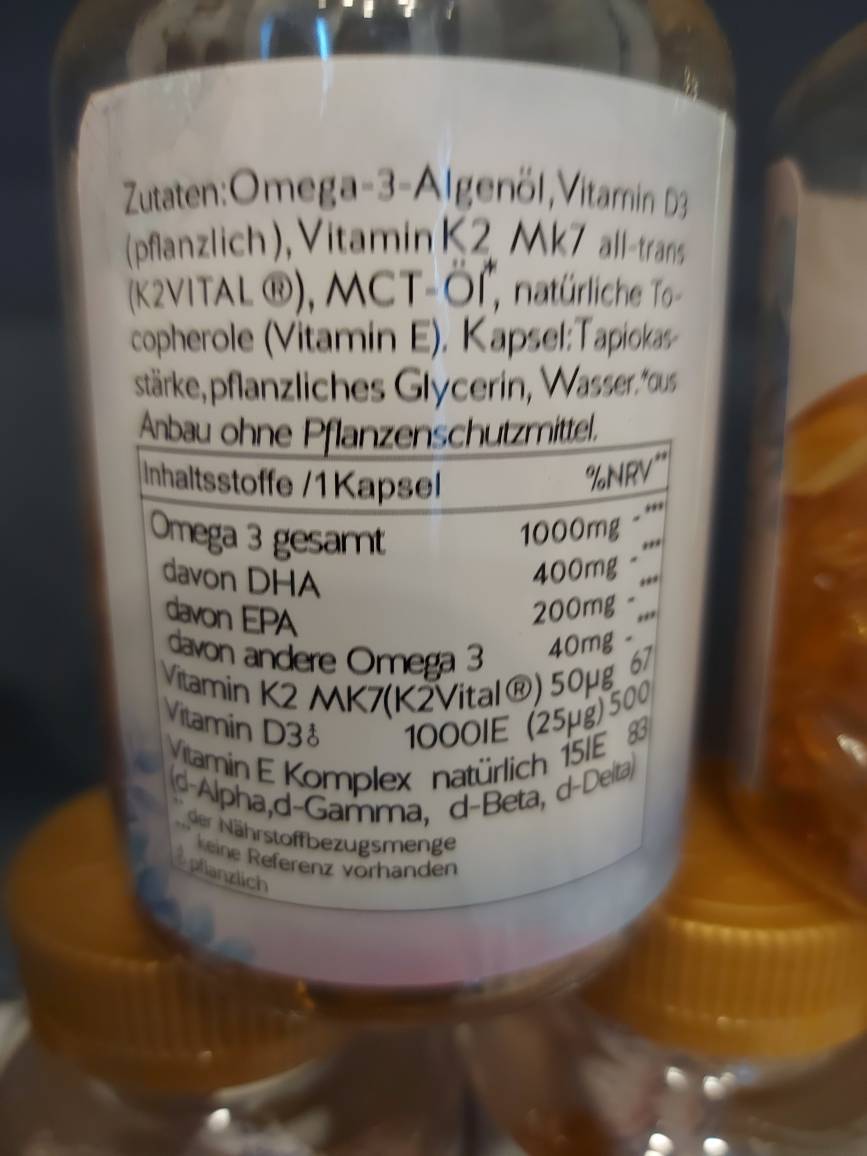 Zutaten:Omega-3-Algenöl,Vitamin D3
(pflanzlich), Vitamin K2 Mk7 all-trans
(K2VITAL ®), MCT-Öl*, natürliche To-
copherole (Vitamin E). Kapsel:Tapiokas-
stärke,pflanzliches Glycerin, Wasser.*aus
Anbau ohne Pflanzenschutzmittel.
Inhaltsstoffe /1 Kapsel %NRV**
Omega 3 gesamt 1000mg -***
davon DHA 400mg -***
davon EPA 200mg -***
davon andere Omega 3 40mg -***
Vitamin K2 MK7(K2Vital®) 50µg 67
Vitamin D3♁ 1000IE (25µg) 500
Vitamin E Komplex natürlich 15IE 83
(d-Alpha,d-Gamma, d-Beta, d-Delta)
** der Nährstoffbezugsmenge
*** keine Referenz vorhanden
♁ pflanzlich